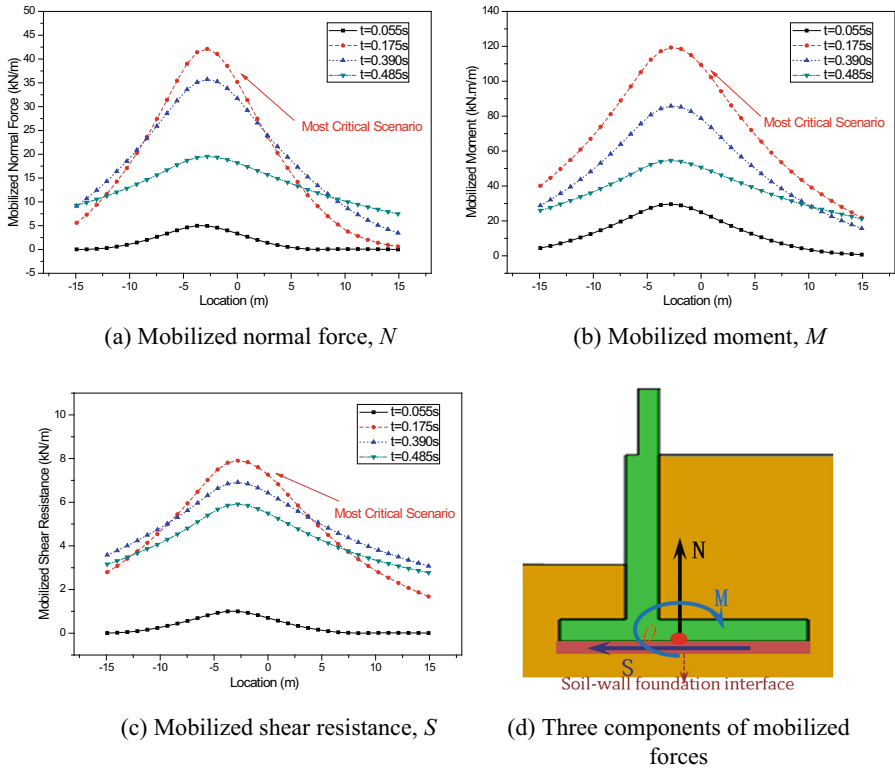 t=0.055s
t=0.175s
t=0.390s
t=0.485s
Most Critical Scenario
Mobilized Normal Force (kN/m)
50
45
40
35
30
25
20
15
10
5
0
5
-15
-10
-5
0
5
10
15
Location (m)
(a) Mobilized normal force, N
t=0.055s
t=0.175s
t=0.390s
t=0.485s
Most Critical Scenario
Mobilized Moment (kN.m/m)
140
120
100
80
60
40
20
0
-15
-10
-5
0
5
10
15
Location (m)
(b) Mobilized moment, M
t=0.055s
t=0.175s
t=0.390s
t=0.485s
Most Critical Scenario
Mobilized Shear Resistance (kN/m)
10
8
6
4
2
0
-15
-10
-5
0
5
10
15
Location (m)
(c) Mobilized shear resistance, S
N
M
O
S
Soil-wall foundation interface
(d) Three components of mobilized
forces